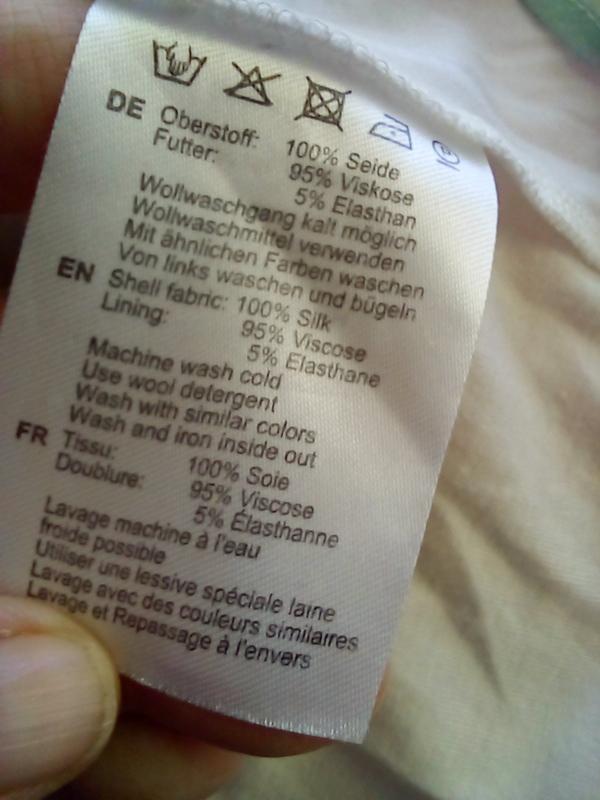 DE Oberstoff: 100% Seide
Futter: 95% Viskose
5% Elasthan
Wollwaschgang kalt möglich
Wollwaschmittel verwenden
Mit ähnlichen Farben waschen
Von links waschen und bügeln
EN Shell fabric: 100% Silk
Lining: 95% Viscose
5% Elasthane
Machine wash cold
Use wool detergent
Wash with similar colors
Wash and iron inside out
FR Tissu: 100% Soie
Doublure: 95% Viscose
5% Élasthanne
Lavage machine à l'eau
froide possible
Utiliser une lessive spéciale laine
Lavage avec des couleurs similaires
Lavage et Repassage à l'envers